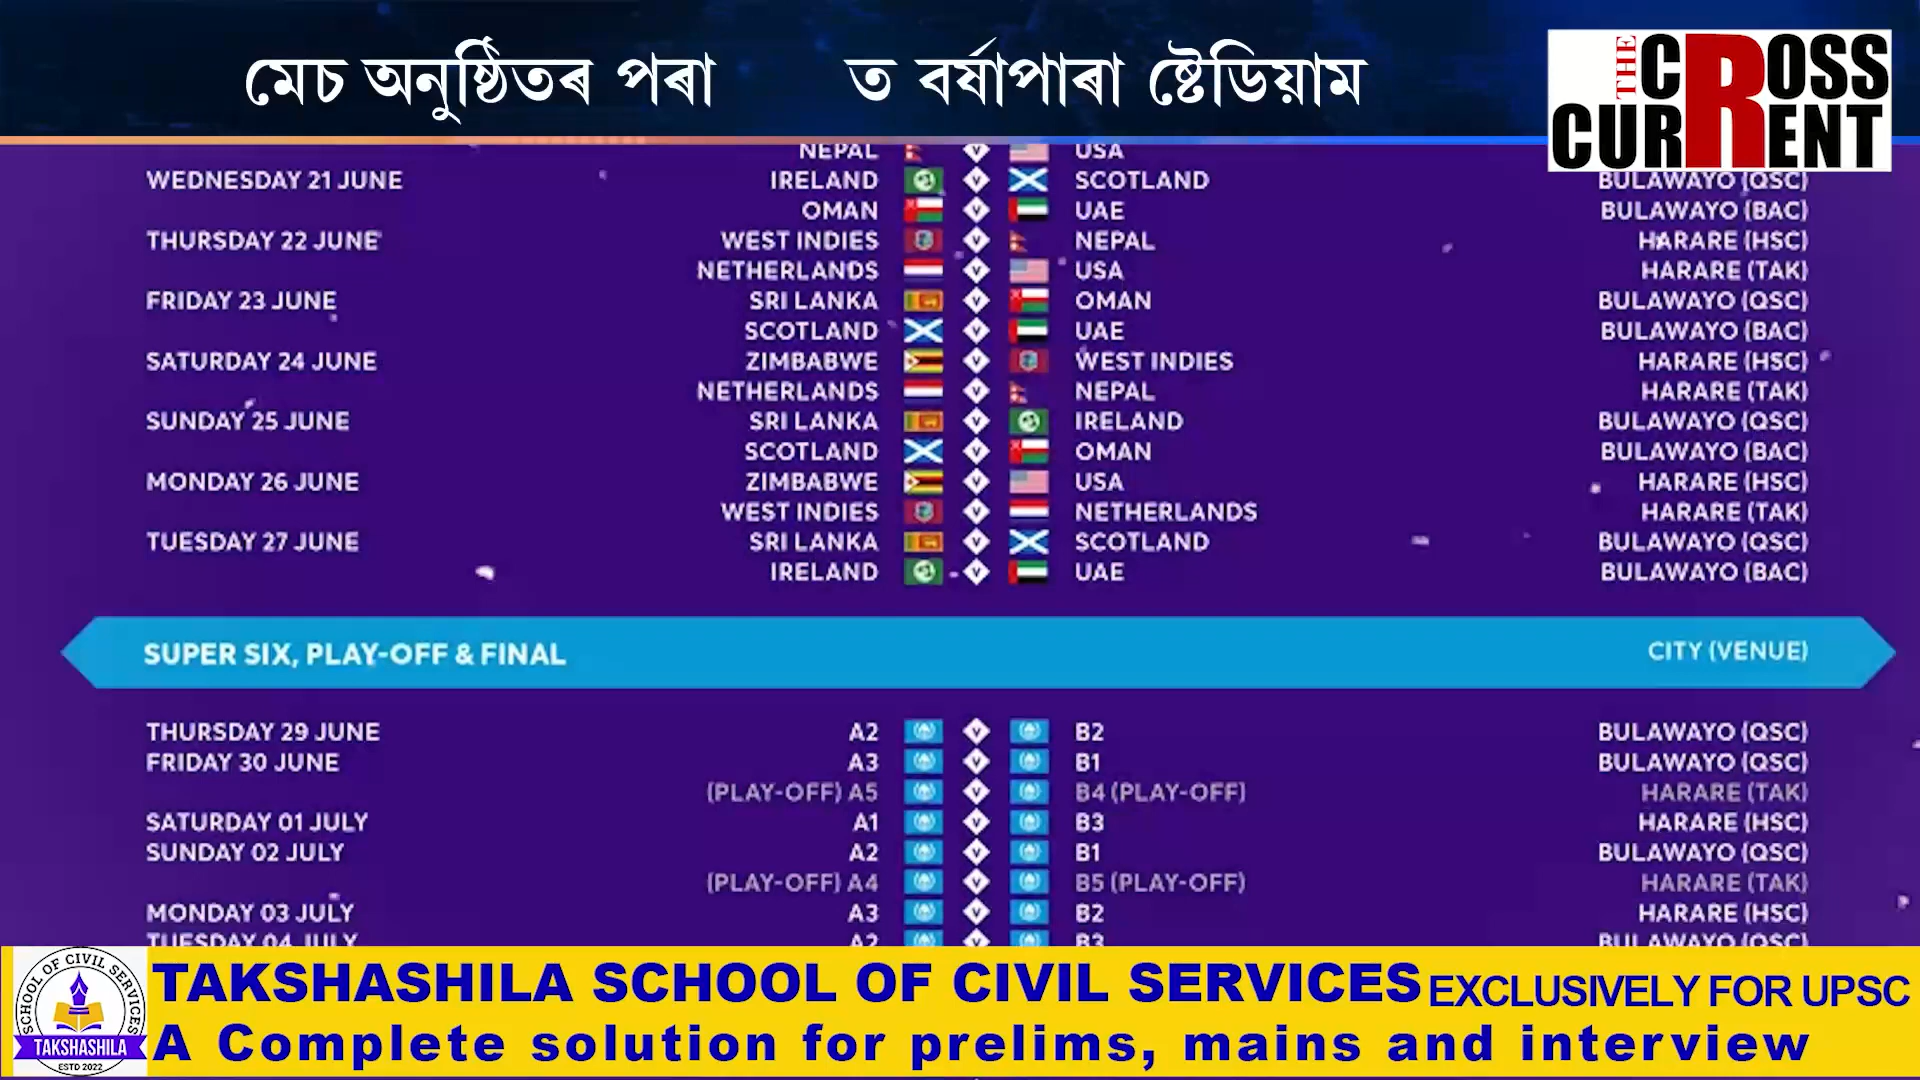 মেচ অনুষ্ঠিতৰ পৰা ত বৰ্ষাপাৰা ষ্টেডিয়াম
THE CROSS
CURRENT
NEPAL V USA
WEDNESDAY 21 JUNE IRELAND V SCOTLAND BULAWAYO (QSC)
OMAN V UAE BULAWAYO (BAC)
THURSDAY 22 JUNE WEST INDIES V NEPAL HARARE (HSC)
NETHERLANDS V USA HARARE (TAK)
FRIDAY 23 JUNE SRI LANKA V OMAN BULAWAYO (QSC)
SCOTLAND V UAE BULAWAYO (BAC)
SATURDAY 24 JUNE ZIMBABWE V WEST INDIES HARARE (HSC)
NETHERLANDS V NEPAL HARARE (TAK)
SUNDAY 25 JUNE SRI LANKA V IRELAND BULAWAYO (QSC)
SCOTLAND V OMAN BULAWAYO (BAC)
MONDAY 26 JUNE ZIMBABWE V USA HARARE (HSC)
WEST INDIES V NETHERLANDS HARARE (TAK)
TUESDAY 27 JUNE SRI LANKA V SCOTLAND BULAWAYO (QSC)
IRELAND V UAE BULAWAYO (BAC)
SUPER SIX, PLAY-OFF & FINAL CITY (VENUE)
THURSDAY 29 JUNE A2 V B2 BULAWAYO (QSC)
FRIDAY 30 JUNE A3 V B1 BULAWAYO (QSC)
(PLAY-OFF) A5 V B4 (PLAY-OFF) HARARE (TAK)
SATURDAY 01 JULY A1 V B3 HARARE (HSC)
SUNDAY 02 JULY A2 V B1 BULAWAYO (QSC)
(PLAY-OFF) A4 V B5 (PLAY-OFF) HARARE (TAK)
MONDAY 03 JULY A3 V B2 HARARE (HSC)
TUESDAY 04 JULY A2 V B3 BULAWAYO (QSC)
SCHOOL OF CIVIL SERVICES
TAKSHASHILA
ESTD 2022
TAKSHASHILA SCHOOL OF CIVIL SERVICES EXCLUSIVELY FOR UPSC
A Complete solution for prelims, mains and interview